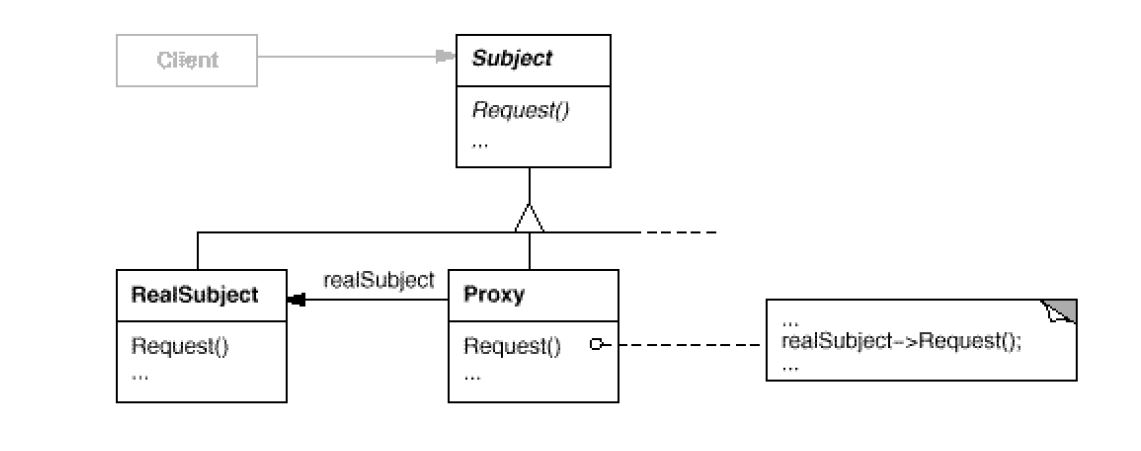 Client
Subject
Request()
...
realSubject
RealSubject
Request()
...
Proxy
Request()
...
...
realSubject->Request();
...